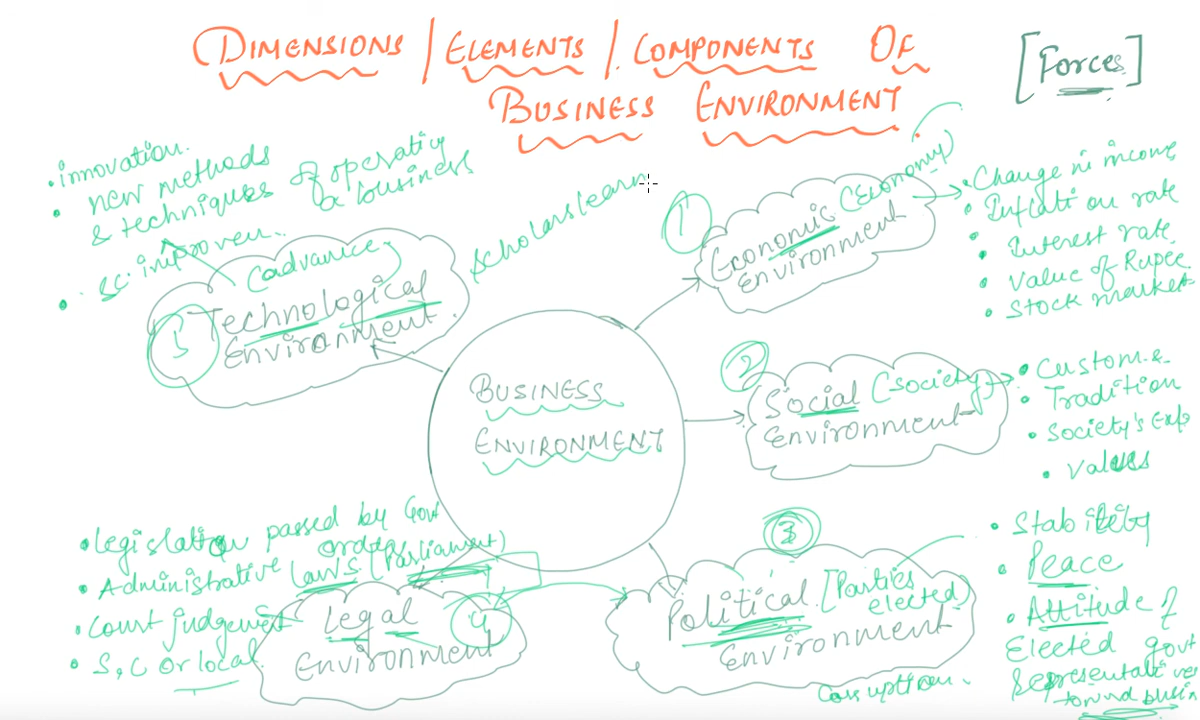 DIMENSIONS / ELEMENTS / COMPONENTS OF
BUSINESS ENVIRONMENT
[Forces]
• innovation.
• new methods
& techniques of operating
a business
• sc. improvem..
(advance)
Technological
Environment.
5
scholarslearn
1
Economic (Economy)
Environment
• Change in income
• Inflation rate
• Interest rate
• Value of Rupee
• Stock market
2
Social (society)
Environment
• Custom &
• Tradition
• Society's Exp
• Values
BUSINESS
ENVIRONMENT
3
Political [Parties
elected)
Environment
Corruption.
• Stability
• Peace
• Attitude of
Elected govt
representative
toward busin
• Legislation passed by Govt
• Administrative orders
Laws (Parliament)
• Court judgement
• S.C or local
4
Legal
Environment